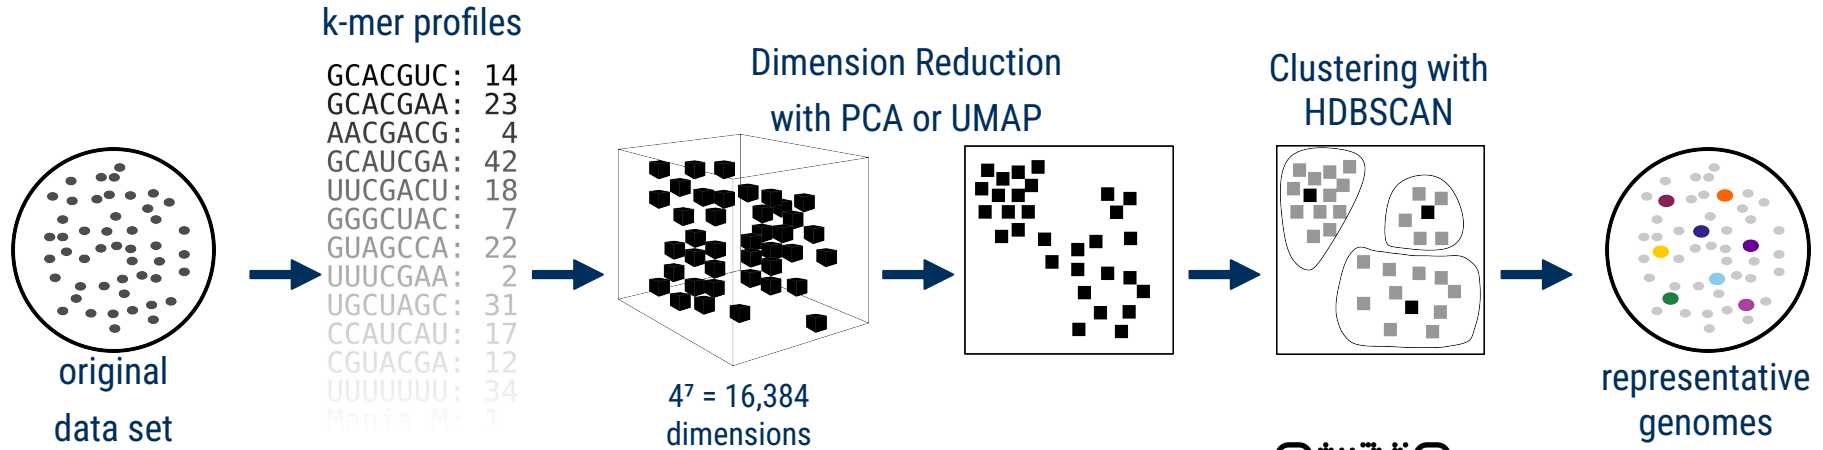 k-mer profiles
GCACGUC: 14
GCACGAA: 23
AACGACG: 4
GCAUCGA: 42
UUCGACU: 18
GGGCUAC: 7
GUAGCCA: 22
UUUCGAA: 2
UGCUAGC: 31
CCAUCAU: 17
CGUACGA: 12
UUUUUUU: 34
Manja M: 1
original
data set
Dimension Reduction
with PCA or UMAP
4⁷ = 16,384
dimensions
Clustering with
HDBSCAN
representative
genomes